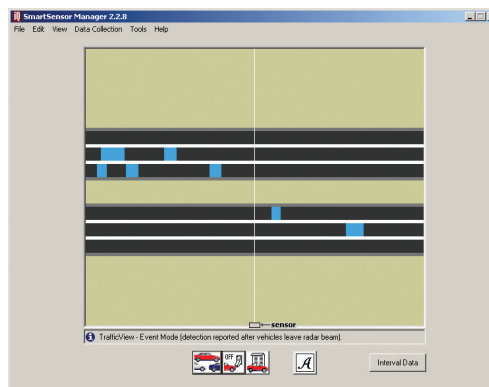 SmartSensor Manager 2.2.8
File Edit View Data Collection Tools Help
sensor
TrafficView - Event Mode (detection reported after vehicles leave radar beam).
OFF
A
Interval Data